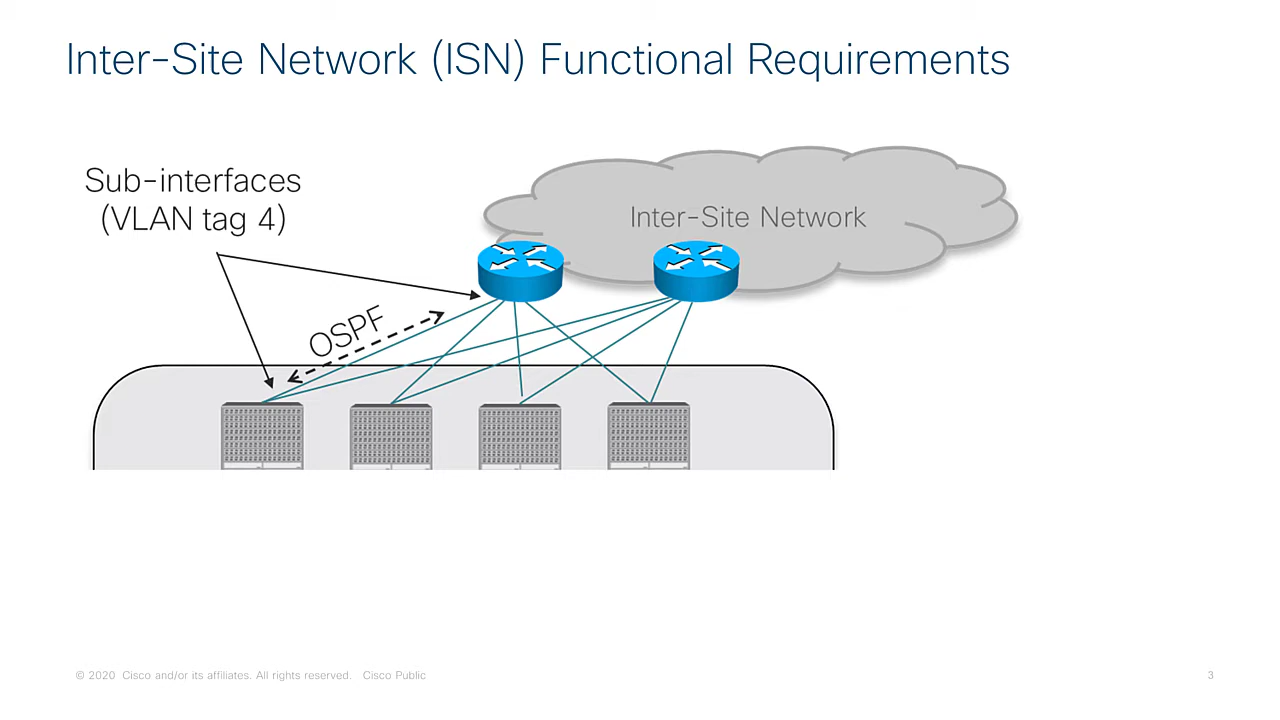 Inter-Site Network (ISN) Functional Requirements
Sub-interfaces
(VLAN tag 4)
Inter-Site Network
OSPF
© 2020 Cisco and/or its affiliates. All rights reserved. Cisco Public
3